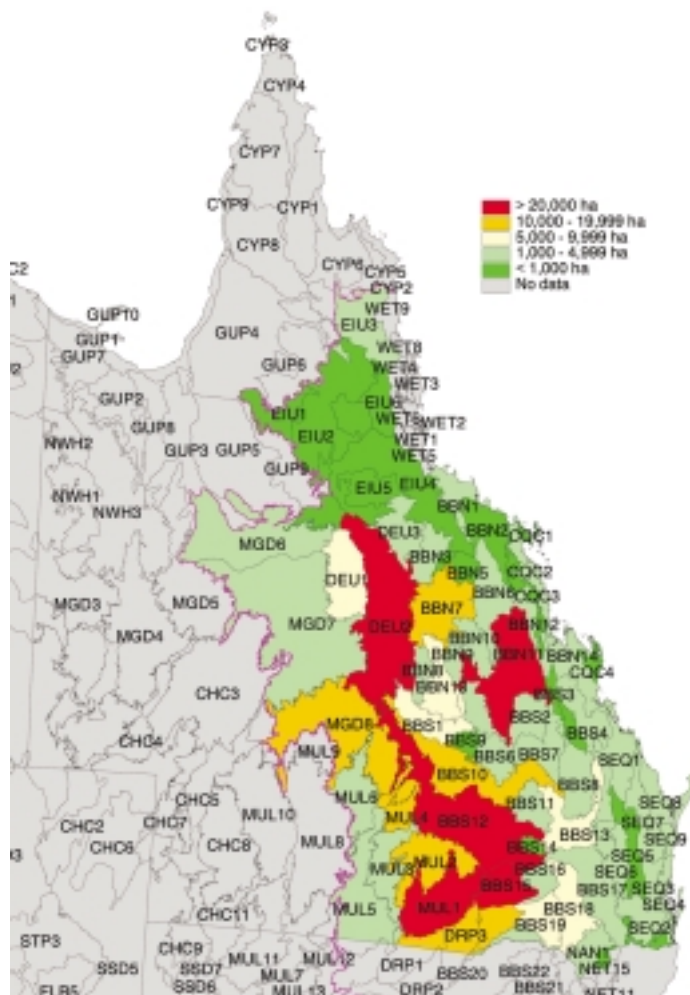 CYP3
CYP4
CYP7
CYP9 CYP1
CYP8
> 20,000 ha
10,000 - 19,999 ha
5,000 - 9,999 ha
1,000 - 4,999 ha
< 1,000 ha
No data
CYP6 CYP5
CYP2
WET9
GUP10
GUP4 EIU3
GUP1
GUP7
WET8
GUP6 WET4
WET3
GUP2 EIU6
EIU1
GUP8 WET2
NWH2 EIU2 WET1
GUP3 GUP5 WET5
GUP9
EIU5 EIU4
NWH1
NWH3 BBN1
BBN2 CQC1
DEU3
MGD6 BBN3
DEU1 BBN5 CQC2
BBN6 CQC3
MGD3 MGD5 BBN7
MGD7 DEU2 BBN12
MGD4 BBN10
BBN9 BBN11 BBN14
BBN8 CQC4
CHC3 BBN13
BBS3
MGD8 BBS1 BBS2
CHC4 BBS9 BBS4
MUL9 BBS6 BBS7 SEQ1
BBS10 BBS8
CHC5 MUL6 BBS11 SEQ8
MUL10 MUL4
CHC2 CHC7 BBS12 SEQ7
CHC6 CHC8 MUL8 BBS13 SEQ9
BBS14
MUL3 MUL2 BBS16
BBS15 BBS17 SEQ3
CHC11 MUL5 MUL1 BBS18 SEQ4
BBS19 SEQ2
STP3 CHC9 DRP3
MUL11 MUL12 NAN1
SSD5 SSD7 MUL7 DRP1 BBS20 BBS22 NET15
SSD6 MUL13 DRP2 BBS21